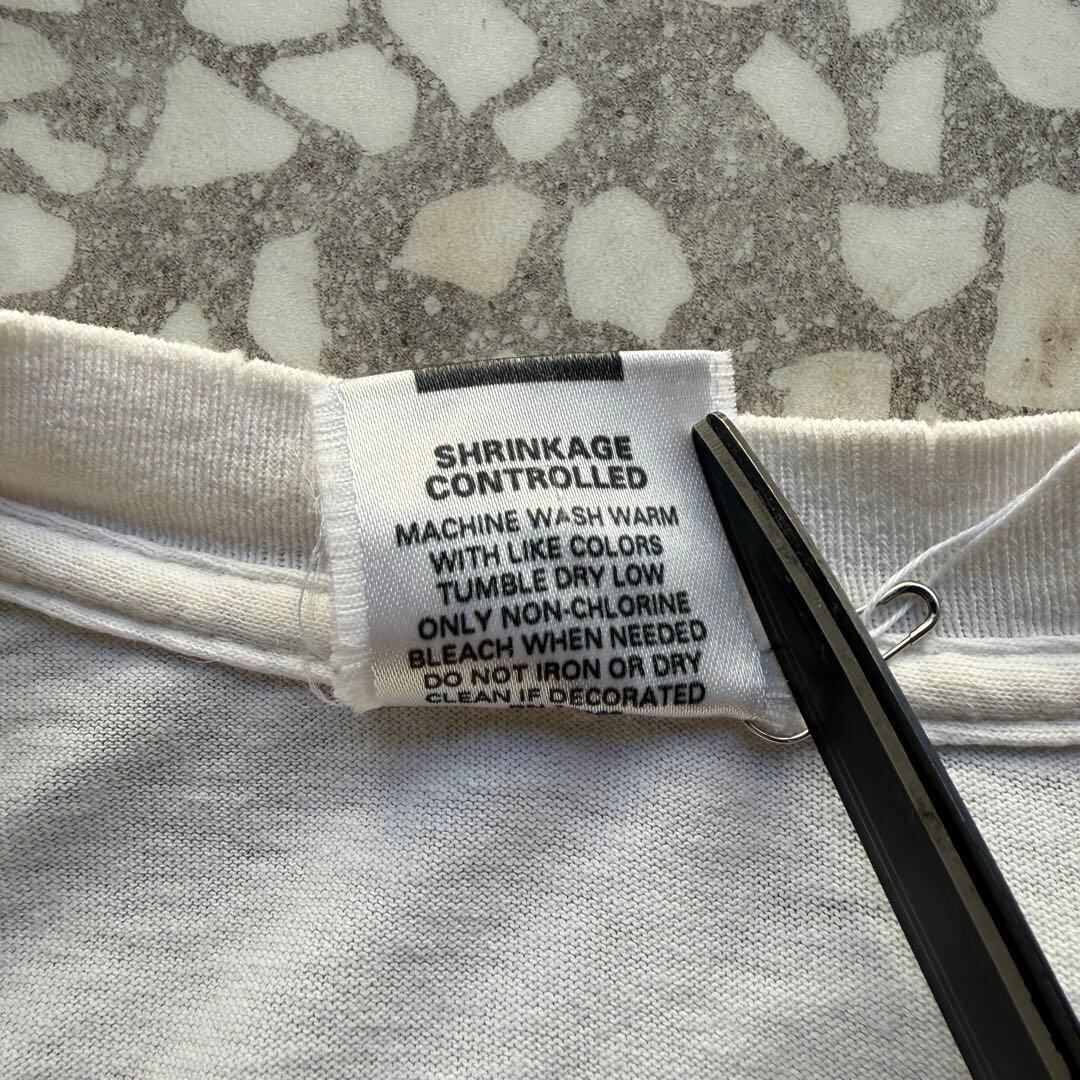 SHRINKAGE
CONTROLLED
MACHINE WASH WARM
WITH LIKE COLORS
TUMBLE DRY LOW
ONLY NON-CHLORINE
BLEACH WHEN NEEDED
DO NOT IRON OR DRY
CLEAN IF DECORATED